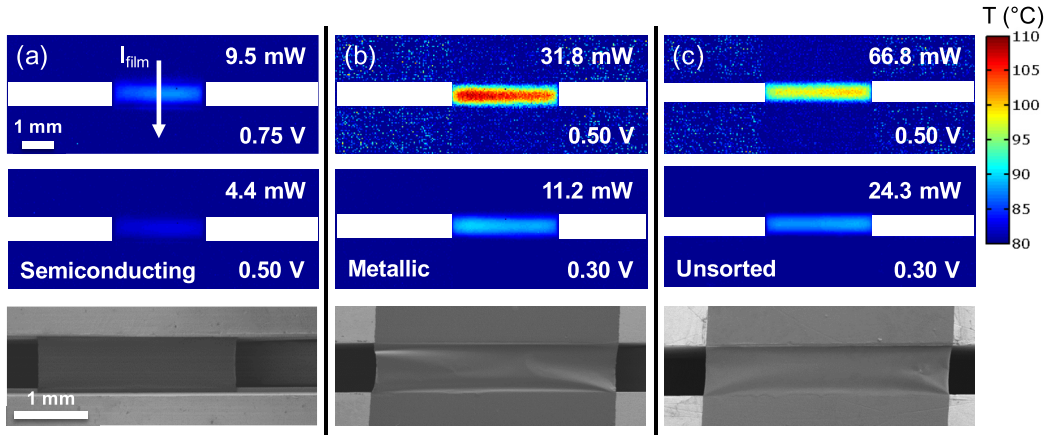 (a)
I_film
9.5 mW
1 mm
0.75 V
4.4 mW
Semiconducting
0.50 V
1 mm
(b)
31.8 mW
0.50 V
11.2 mW
Metallic
0.30 V
(c)
66.8 mW
0.50 V
24.3 mW
Unsorted
0.30 V
T (°C)
110
105
100
95
90
85
80